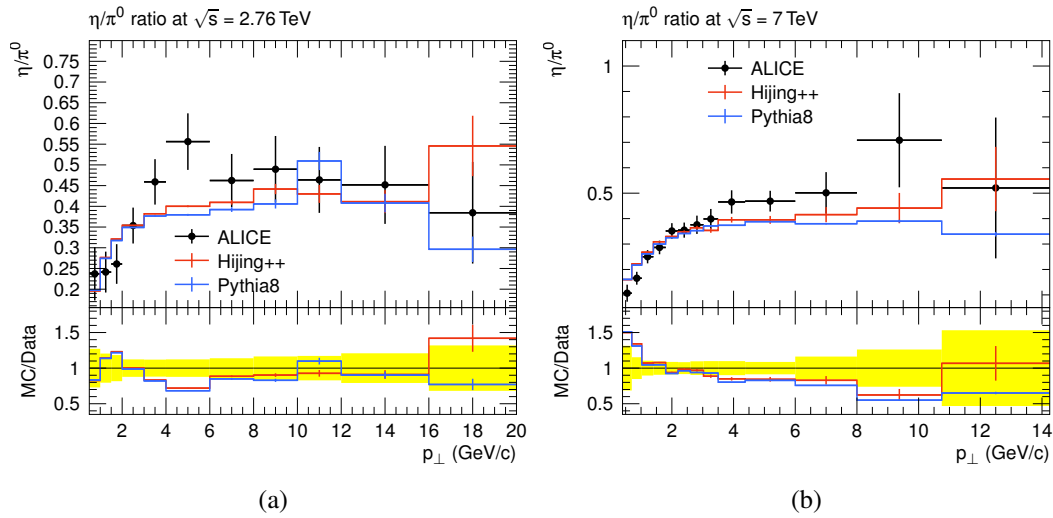 η/π⁰ ratio at √s = 2.76 TeV
η/π⁰
0.75
0.7
0.65
0.6
0.55
0.5
0.45
0.4
0.35
0.3
0.25
0.2
ALICE
Hijing++
Pythia8
MC/Data
1.5
1
0.5
2 4 6 8 10 12 14 16 18 20
p⊥ (GeV/c)
(a)
η/π⁰ ratio at √s = 7 TeV
η/π⁰
1
0.5
ALICE
Hijing++
Pythia8
MC/Data
1.5
1
0.5
2 4 6 8 10 12 14
p⊥ (GeV/c)
(b)